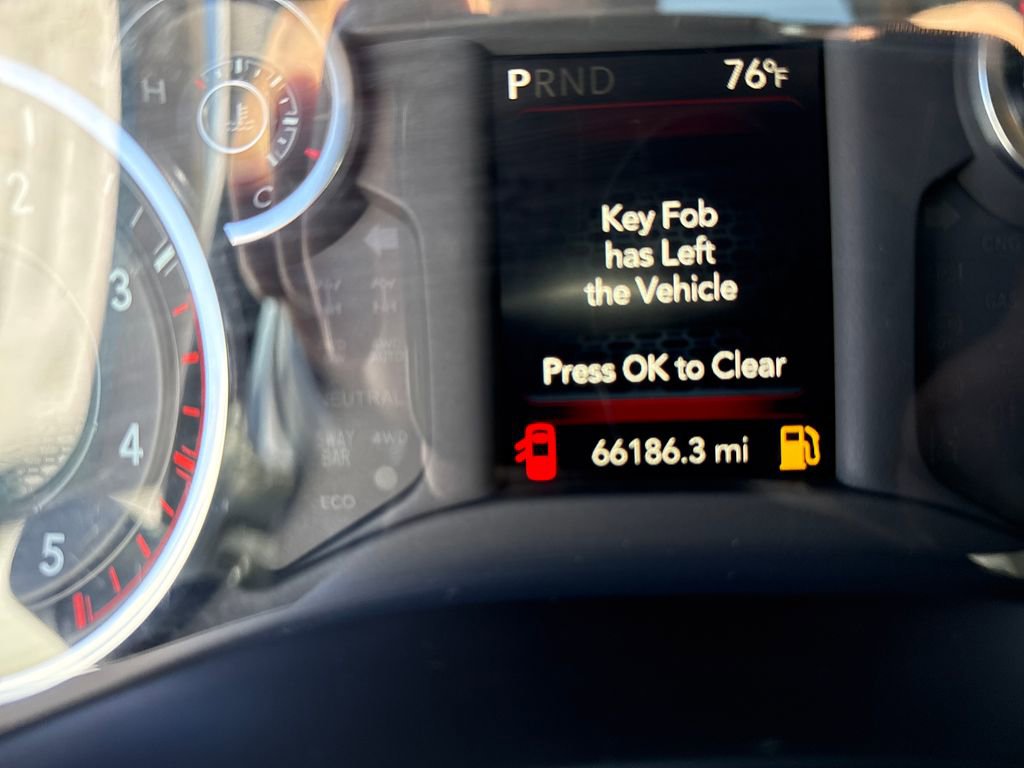 PRND 76°F
Key Fob
has Left
the Vehicle
Press OK to Clear
66186.3 mi
H
C
1
2
3
4
5
NEUTRAL
SWAY
BAR
4WD
ECO